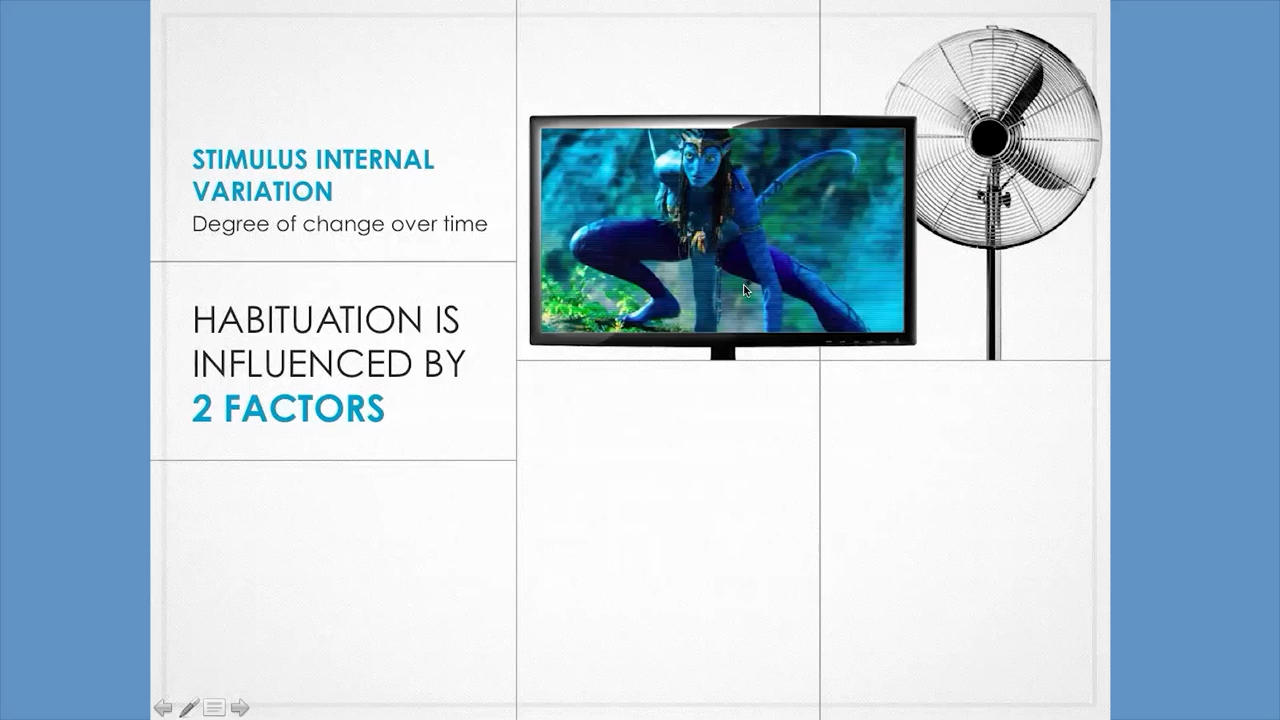 STIMULUS INTERNAL
VARIATION
Degree of change over time
HABITUATION IS
INFLUENCED BY
2 FACTORS